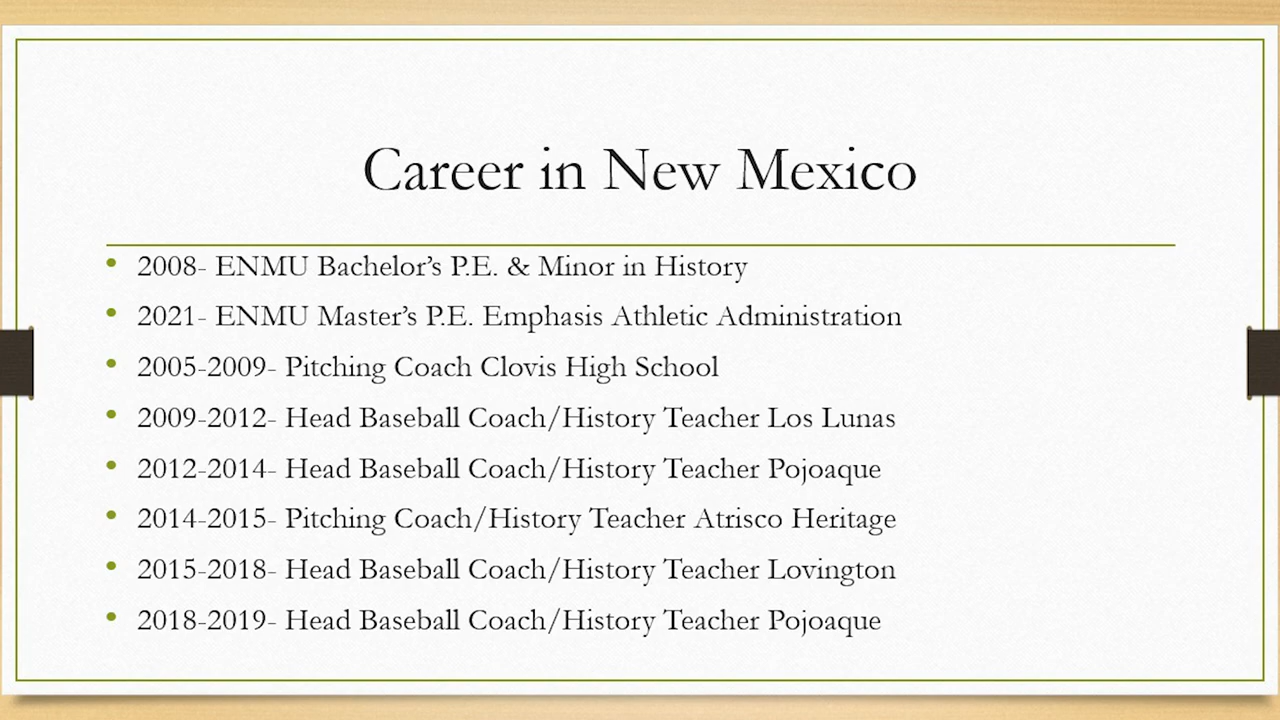 Career in New Mexico
• 2008- ENMU Bachelor’s P.E. & Minor in History
• 2021- ENMU Master’s P.E. Emphasis Athletic Administration
• 2005-2009- Pitching Coach Clovis High School
• 2009-2012- Head Baseball Coach/History Teacher Los Lunas
• 2012-2014- Head Baseball Coach/History Teacher Pojoaque
• 2014-2015- Pitching Coach/History Teacher Atrisco Heritage
• 2015-2018- Head Baseball Coach/History Teacher Lovington
• 2018-2019- Head Baseball Coach/History Teacher Pojoaque